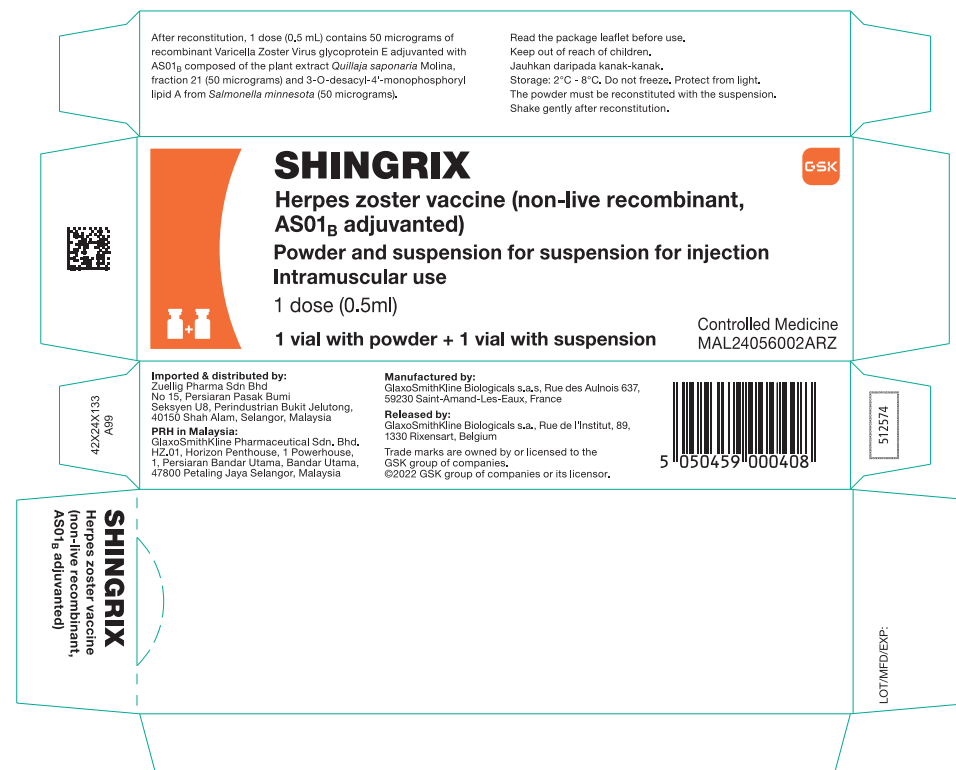 After reconstitution, 1 dose (0.5 mL) contains 50 micrograms of
recombinant Varicella Zoster Virus glycoprotein E adjuvanted with
AS01B composed of the plant extract Quillaja saponaria Molina,
fraction 21 (50 micrograms) and 3-O-desacyl-4'-monophosphoryl
lipid A from Salmonella minnesota (50 micrograms).
Read the package leaflet before use.
Keep out of reach of children.
Jauhkan daripada kanak-kanak.
Storage: 2°C - 8°C. Do not freeze. Protect from light.
The powder must be reconstituted with the suspension.
Shake gently after reconstitution.
SHINGRIX
GSK
Herpes zoster vaccine (non-live recombinant,
AS01B adjuvanted)
Powder and suspension for suspension for injection
Intramuscular use
1 dose (0.5ml)
1 vial with powder + 1 vial with suspension
Controlled Medicine
MAL24056002ARZ
+
42X24X133
A99
Imported & distributed by:
Zuellig Pharma Sdn Bhd
No 15, Persiaran Pasak Bumi
Seksyen U8, Perindustrian Bukit Jelutong,
40150 Shah Alam, Selangor, Malaysia
PRH in Malaysia:
GlaxoSmithKline Pharmaceutical Sdn. Bhd.
HZ.01, Horizon Penthouse, 1 Powerhouse,
1, Persiaran Bandar Utama, Bandar Utama,
47800 Petaling Jaya Selangor, Malaysia
Manufactured by:
GlaxoSmithKline Biologicals s.a.s, Rue des Aulnois 637,
59230 Saint-Amand-Les-Eaux, France
Released by:
GlaxoSmithKline Biologicals s.a., Rue de l'Institut, 89,
1330 Rixensart, Belgium
Trade marks are owned by or licensed to the
GSK group of companies.
©2022 GSK group of companies or its licensor.
5 050459 000408
512574
SHINGRIX
Herpes zoster vaccine
(non-live recombinant,
AS01B adjuvanted)
LOT/MFD/EXP: